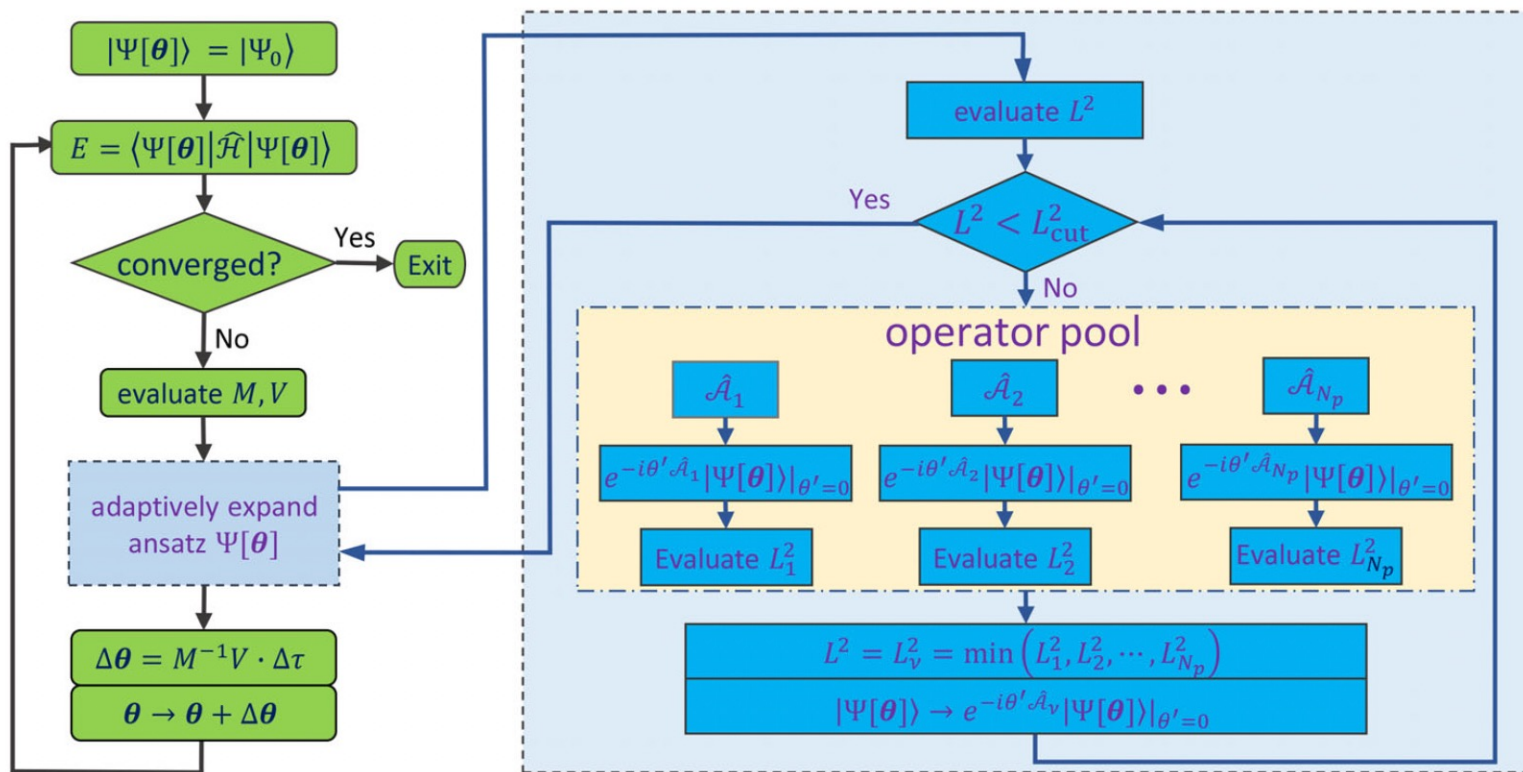 |Ψ[θ]⟩ = |Ψ₀⟩
E = ⟨Ψ[θ]|ℋ̂|Ψ[θ]⟩
converged?
Yes
Exit
No
evaluate M, V
adaptively expand
ansatz Ψ[θ]
Δθ = M⁻¹V · Δτ
θ → θ + Δθ
evaluate L²
Yes
L² < L²_cut
No
operator pool
𝒜̂₁
𝒜̂₂
• • •
𝒜̂_{N_p}
e^{−iθ′𝒜̂₁}|Ψ[θ]⟩|_{θ′=0}
e^{−iθ′𝒜̂₂}|Ψ[θ]⟩|_{θ′=0}
e^{−iθ′𝒜̂_{N_p}}|Ψ[θ]⟩|_{θ′=0}
Evaluate L₁²
Evaluate L₂²
Evaluate L²_{N_p}
L² = L²_ν = min(L₁², L₂², ⋯, L²_{N_p})
|Ψ[θ]⟩ → e^{−iθ′𝒜̂_ν}|Ψ[θ]⟩|_{θ′=0}